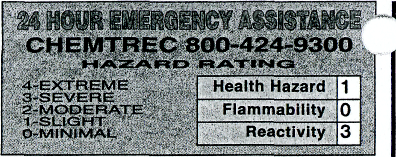 24 HOUR EMERGENCY ASSISTANCE
CHEMTREC 800-424-9300
HAZARD RATING
4-EXTREME
3-SEVERE
2-MODERATE
1-SLIGHT
0-MINIMAL
Health Hazard 1
Flammability 0
Reactivity 3